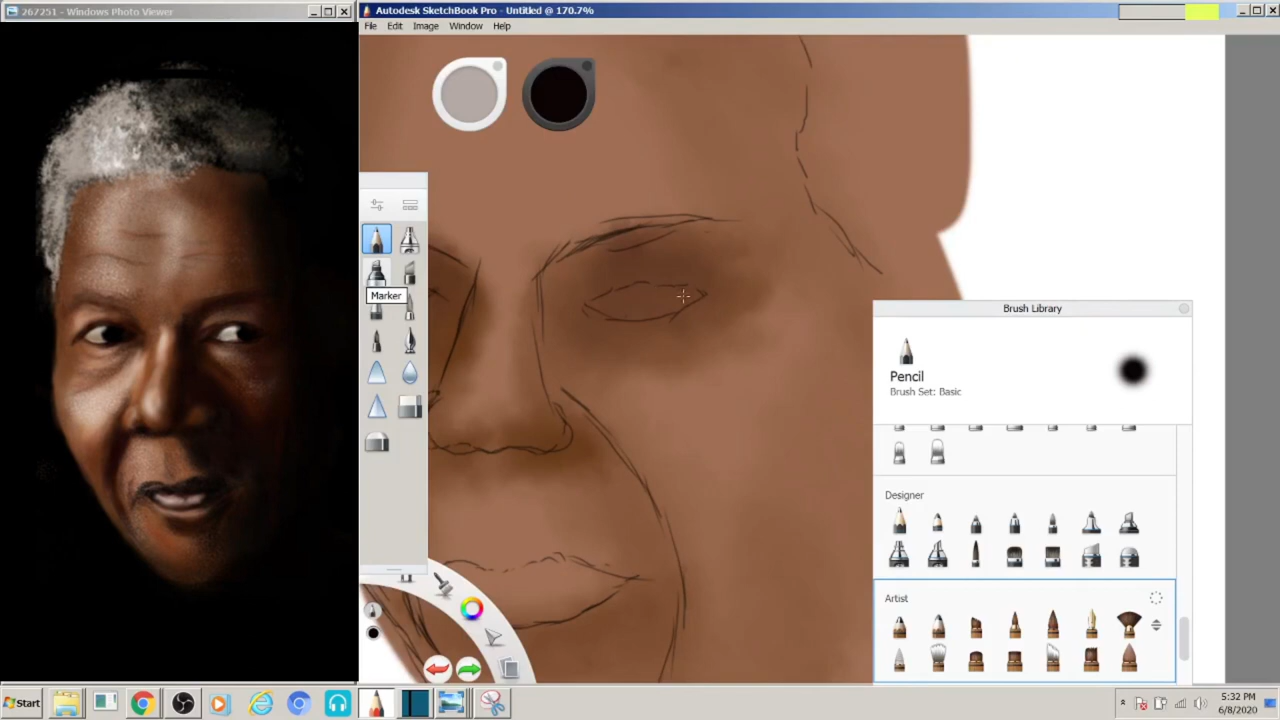 267251 - Windows Photo Viewer
Autodesk SketchBook Pro - Untitled @ 170.7%
File Edit Image Window Help
Marker
Brush Library
Pencil
Brush Set: Basic
Designer
Artist
Start
5:32 PM
6/8/2020